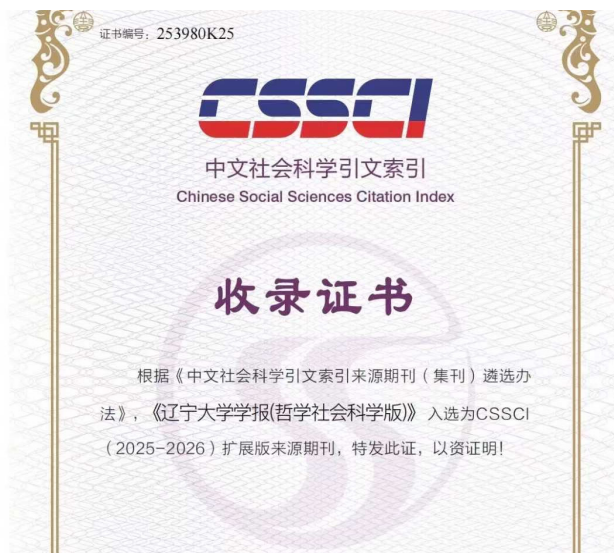 证书编号：253980K25
CSSCI
中文社会科学引文索引
Chinese Social Sciences Citation Index
收录证书
根据《中文社会科学引文索引来源期刊（集刊）遴选办
法》，《辽宁大学学报(哲学社会科学版)》入选为CSSCI
（2025-2026）扩展版来源期刊，特发此证，以资证明！